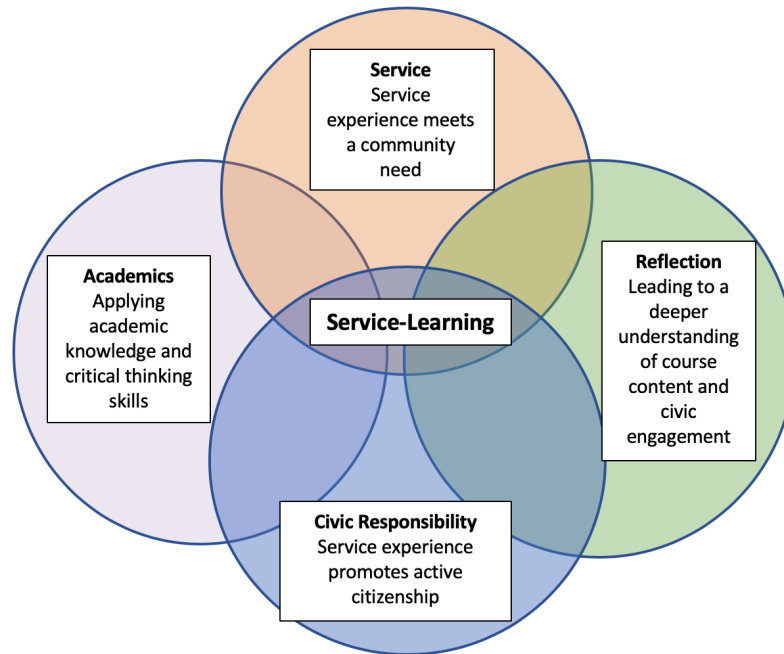 Service
Service
experience meets
a community
need
Academics
Applying
academic
knowledge and
critical thinking
skills
Service-Learning
Reflection
Leading to a
deeper
understanding
of course
content and
civic
engagement
Civic Responsibility
Service experience
promotes active
citizenship